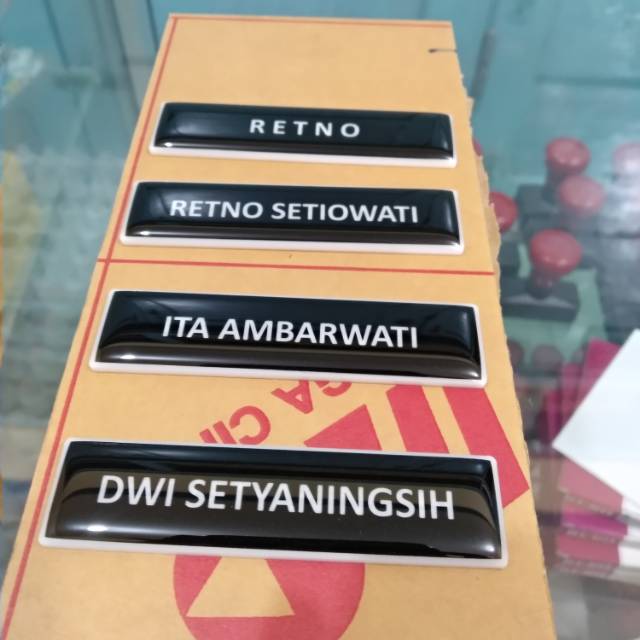 RETNO
RETNO SETIOWATI
ITA AMBARWATI
DWI SETYANINGSIH